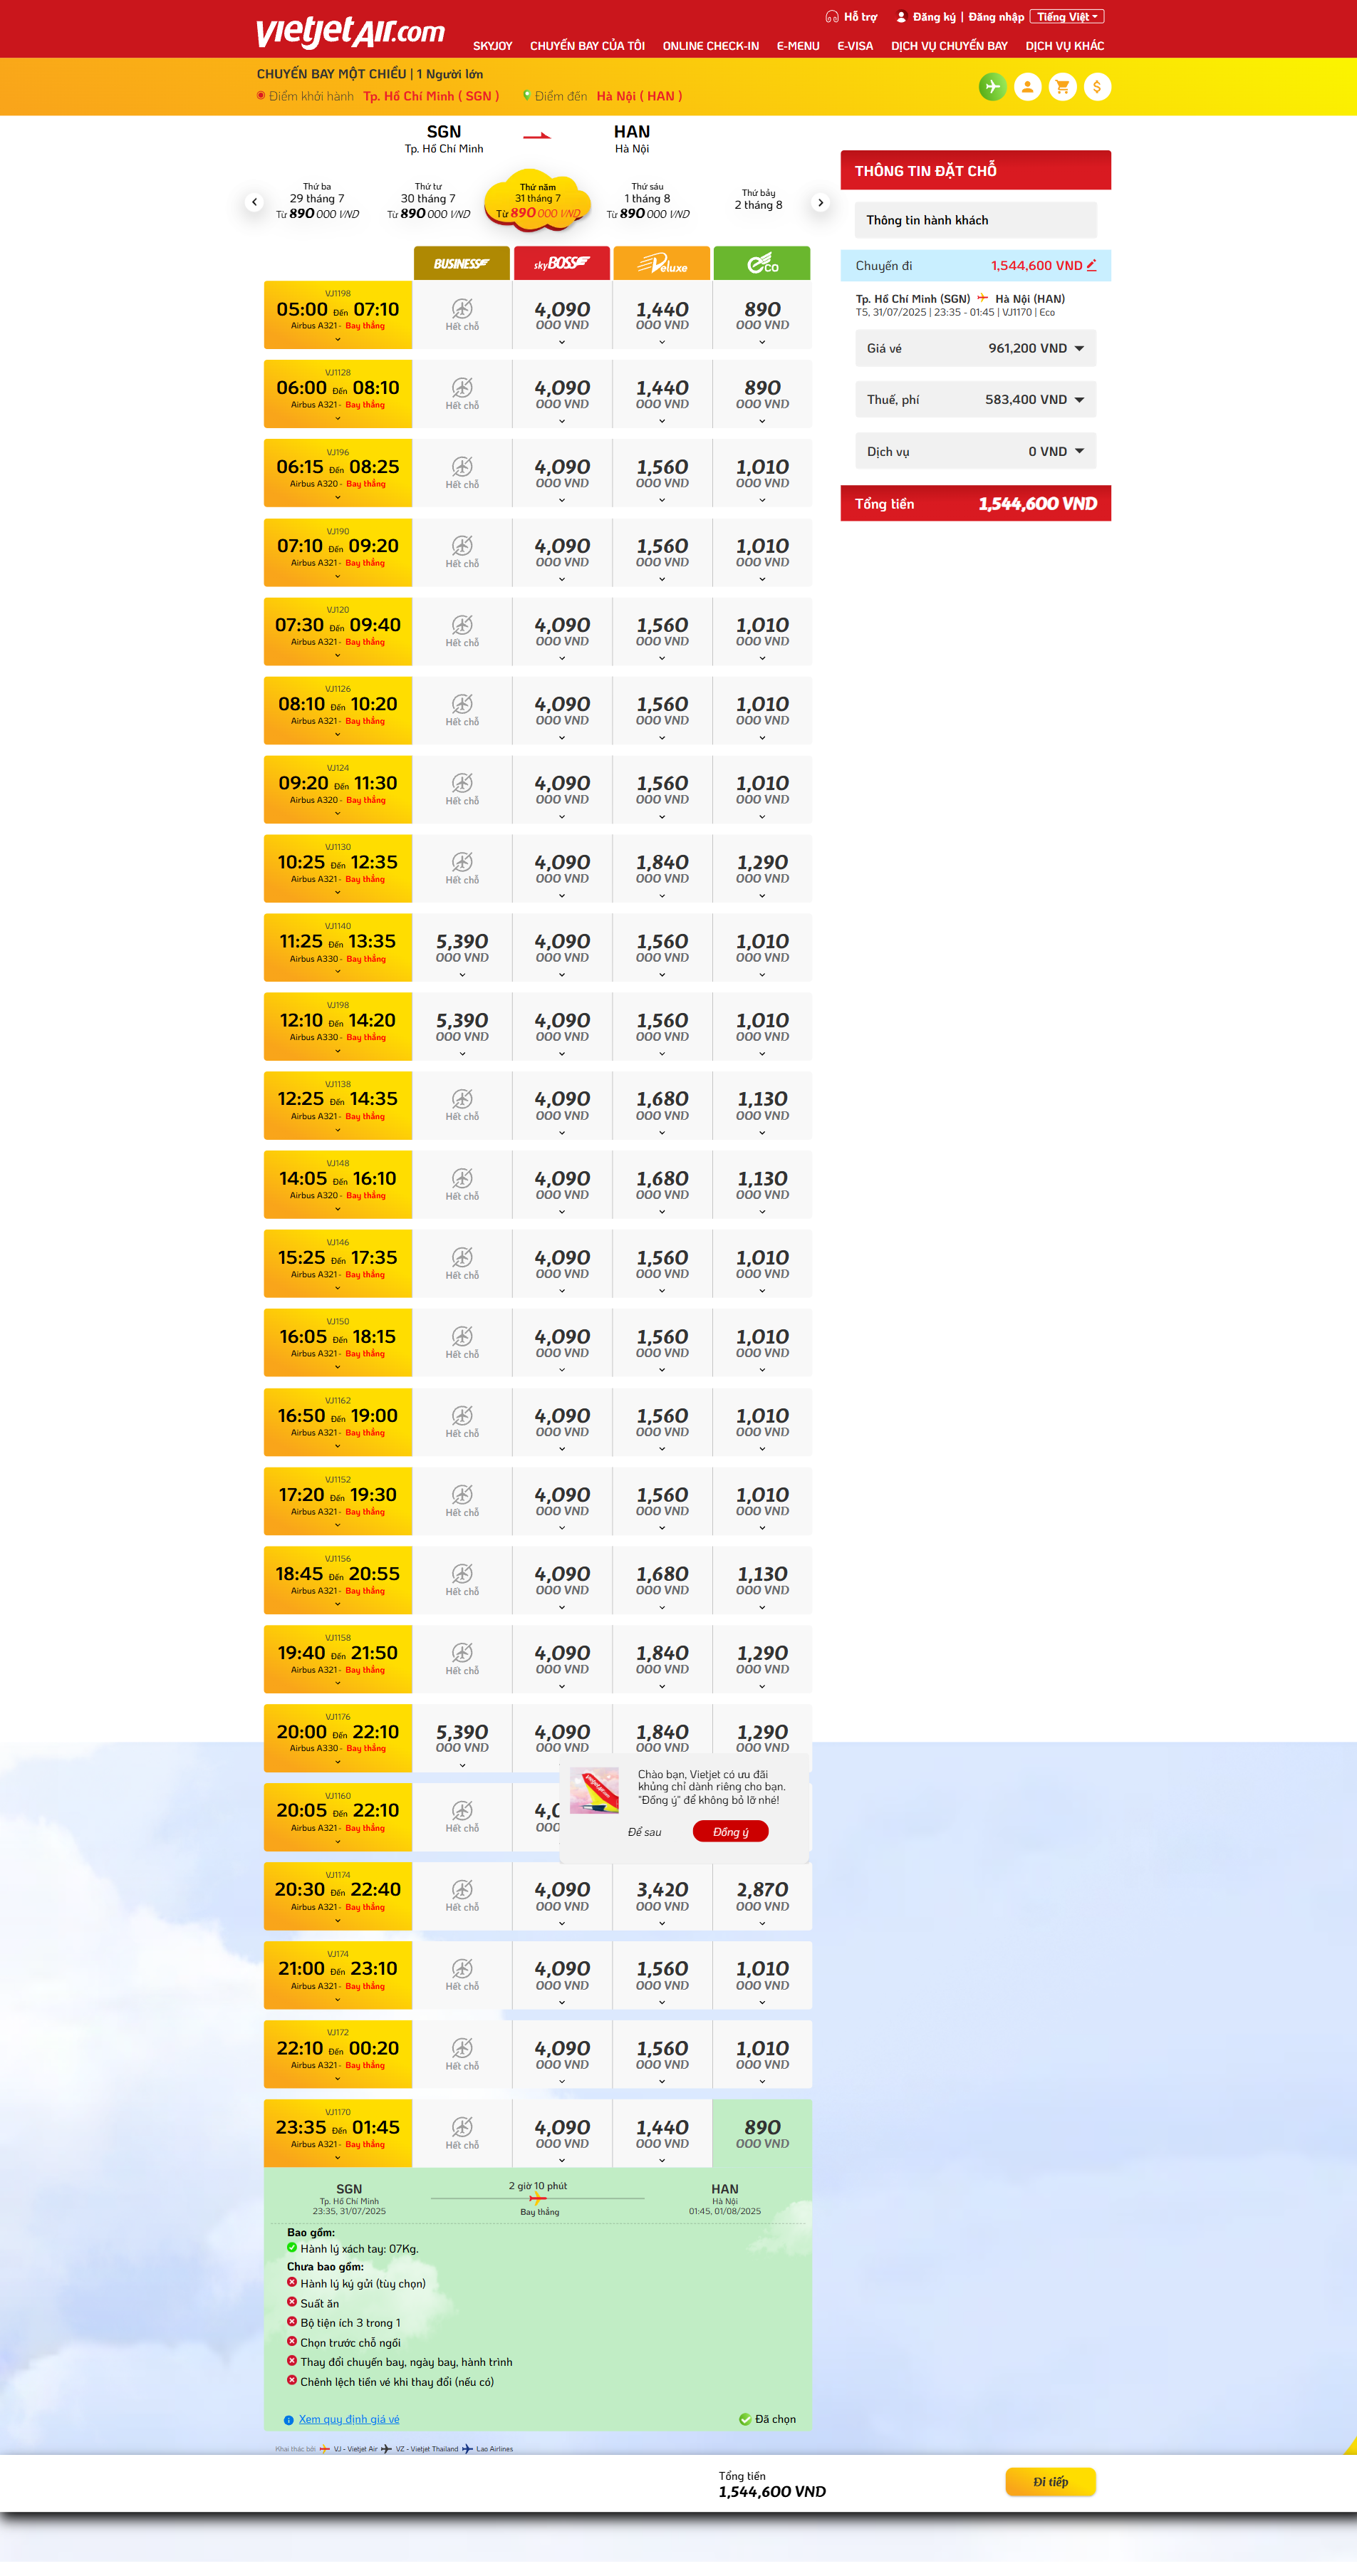 vietjetAir.com
Hỗ trợ
Đăng ký | Đăng nhập
Tiếng Việt
SKYJOY CHUYẾN BAY CỦA TÔI ONLINE CHECK-IN E-MENU E-VISA DỊCH VỤ CHUYẾN BAY DỊCH VỤ KHÁC
CHUYẾN BAY MỘT CHIỀU | 1 Người lớn
Điểm khởi hành Tp. Hồ Chí Minh ( SGN ) Điểm đến Hà Nội ( HAN )
SGN HAN
Tp. Hồ Chí Minh Hà Nội
Thứ ba
29 tháng 7
Từ 890 000 VND
Thứ tư
30 tháng 7
Từ 890 000 VND
Thứ năm
31 tháng 7
Từ 890 000 VND
Thứ sáu
1 tháng 8
Từ 890 000 VND
Thứ bảy
2 tháng 8
BUSINESS skyBOSS Deluxe eco
VJ1198
05:00 Đến 07:10 4,090 1,440 890
Airbus A321 - Bay thẳng Hết chỗ 000 VND 000 VND 000 VND
VJ1128
06:00 Đến 08:10 4,090 1,440 890
Airbus A321 - Bay thẳng Hết chỗ 000 VND 000 VND 000 VND
VJ196
06:15 Đến 08:25 4,090 1,560 1,010
Airbus A320 - Bay thẳng Hết chỗ 000 VND 000 VND 000 VND
VJ190
07:10 Đến 09:20 4,090 1,560 1,010
Airbus A321 - Bay thẳng Hết chỗ 000 VND 000 VND 000 VND
VJ120
07:30 Đến 09:40 4,090 1,560 1,010
Airbus A321 - Bay thẳng Hết chỗ 000 VND 000 VND 000 VND
VJ1126
08:10 Đến 10:20 4,090 1,560 1,010
Airbus A321 - Bay thẳng Hết chỗ 000 VND 000 VND 000 VND
VJ124
09:20 Đến 11:30 4,090 1,560 1,010
Airbus A320 - Bay thẳng Hết chỗ 000 VND 000 VND 000 VND
VJ1130
10:25 Đến 12:35 4,090 1,840 1,290
Airbus A321 - Bay thẳng Hết chỗ 000 VND 000 VND 000 VND
VJ1140
11:25 Đến 13:35 5,390 4,090 1,560 1,010
Airbus A330 - Bay thẳng 000 VND 000 VND 000 VND 000 VND
VJ198
12:10 Đến 14:20 5,390 4,090 1,560 1,010
Airbus A330 - Bay thẳng 000 VND 000 VND 000 VND 000 VND
VJ1138
12:25 Đến 14:35 4,090 1,680 1,130
Airbus A321 - Bay thẳng Hết chỗ 000 VND 000 VND 000 VND
VJ148
14:05 Đến 16:10 4,090 1,680 1,130
Airbus A320 - Bay thẳng Hết chỗ 000 VND 000 VND 000 VND
VJ146
15:25 Đến 17:35 4,090 1,560 1,010
Airbus A321 - Bay thẳng Hết chỗ 000 VND 000 VND 000 VND
VJ150
16:05 Đến 18:15 4,090 1,560 1,010
Airbus A321 - Bay thẳng Hết chỗ 000 VND 000 VND 000 VND
VJ1162
16:50 Đến 19:00 4,090 1,560 1,010
Airbus A321 - Bay thẳng Hết chỗ 000 VND 000 VND 000 VND
VJ1152
17:20 Đến 19:30 4,090 1,560 1,010
Airbus A321 - Bay thẳng Hết chỗ 000 VND 000 VND 000 VND
VJ1156
18:45 Đến 20:55 4,090 1,680 1,130
Airbus A321 - Bay thẳng Hết chỗ 000 VND 000 VND 000 VND
VJ1158
19:40 Đến 21:50 4,090 1,840 1,290
Airbus A321 - Bay thẳng Hết chỗ 000 VND 000 VND 000 VND
VJ1176
20:00 Đến 22:10 5,390 4,090 1,840 1,290
Airbus A330 - Bay thẳng 000 VND 000 VND 000 VND 000 VND
VJ1160
20:05 Đến 22:10 4,0
Airbus A321 - Bay thẳng Hết chỗ 000
Chào bạn, Vietjet có ưu đãi
khủng chỉ dành riêng cho bạn.
"Đồng ý" để không bỏ lỡ nhé!
Để sau Đồng ý
VJ1174
20:30 Đến 22:40 4,090 3,420 2,870
Airbus A321 - Bay thẳng Hết chỗ 000 VND 000 VND 000 VND
VJ174
21:00 Đến 23:10 4,090 1,560 1,010
Airbus A321 - Bay thẳng Hết chỗ 000 VND 000 VND 000 VND
VJ172
22:10 Đến 00:20 4,090 1,560 1,010
Airbus A321 - Bay thẳng Hết chỗ 000 VND 000 VND 000 VND
VJ1170
23:35 Đến 01:45 4,090 1,440 890
Airbus A321 - Bay thẳng Hết chỗ 000 VND 000 VND 000 VND
SGN 2 giờ 10 phút HAN
Tp. Hồ Chí Minh Hà Nội
23:35, 31/07/2025 Bay thẳng 01:45, 01/08/2025
Bao gồm:
Hành lý xách tay: 07Kg.
Chưa bao gồm:
Hành lý ký gửi (tùy chọn)
Suất ăn
Bộ tiện ích 3 trong 1
Chọn trước chỗ ngồi
Thay đổi chuyến bay, ngày bay, hành trình
Chênh lệch tiền vé khi thay đổi (nếu có)
Xem quy định giá vé Đã chọn
Khai thác bởi: VJ - Vietjet Air VZ - Vietjet Thailand Lao Airlines
THÔNG TIN ĐẶT CHỖ
Thông tin hành khách
Chuyến đi 1,544,600 VND
Tp. Hồ Chí Minh (SGN) Hà Nội (HAN)
T5, 31/07/2025 | 23:35 - 01:45 | VJ1170 | Eco
Giá vé 961,200 VND
Thuế, phí 583,400 VND
Dịch vụ 0 VND
Tổng tiền 1,544,600 VND
Tổng tiền
1,544,600 VND
Đi tiếp